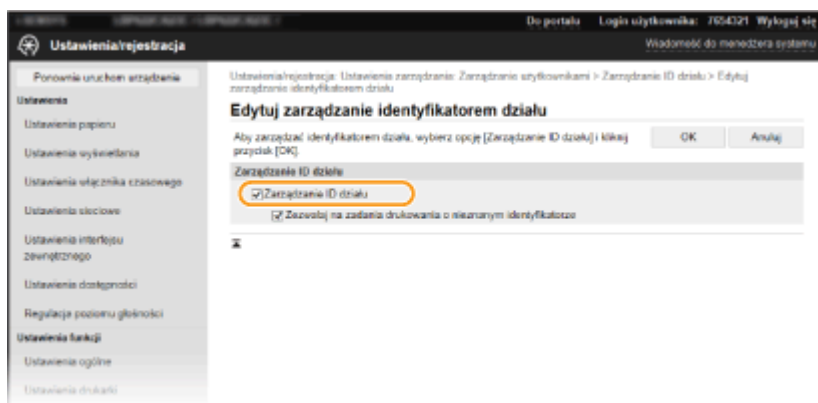 Do portalu Login użytkownika: 7654321 Wyloguj się
Ustawienia/rejestracja
Wiadomość do menedżera systemu
Ponownie uruchom urządzenie
Ustawienia
Ustawienia papieru
Ustawienia wyświetlania
Ustawienia włącznika czasowego
Ustawienia sieciowe
Ustawienia interfejsu
zewnętrznego
Ustawienia dostępności
Regulacja poziomu głośności
Ustawienia funkcji
Ustawienia ogólne
Ustawienia drukarki
Ustawienia/rejestracja: Ustawienia zarządzania: Zarządzanie użytkownikami > Zarządzanie ID działu > Edytuj
zarządzanie identyfikatorem działu
Edytuj zarządzanie identyfikatorem działu
Aby zarządzać identyfikatorem działu, wybierz opcję [Zarządzanie ID działu] i kliknij
przycisk [OK].
OK Anuluj
Zarządzanie ID działu
Zarządzanie ID działu
Zezwalaj na zadania drukowania o nieznanym identyfikatorze